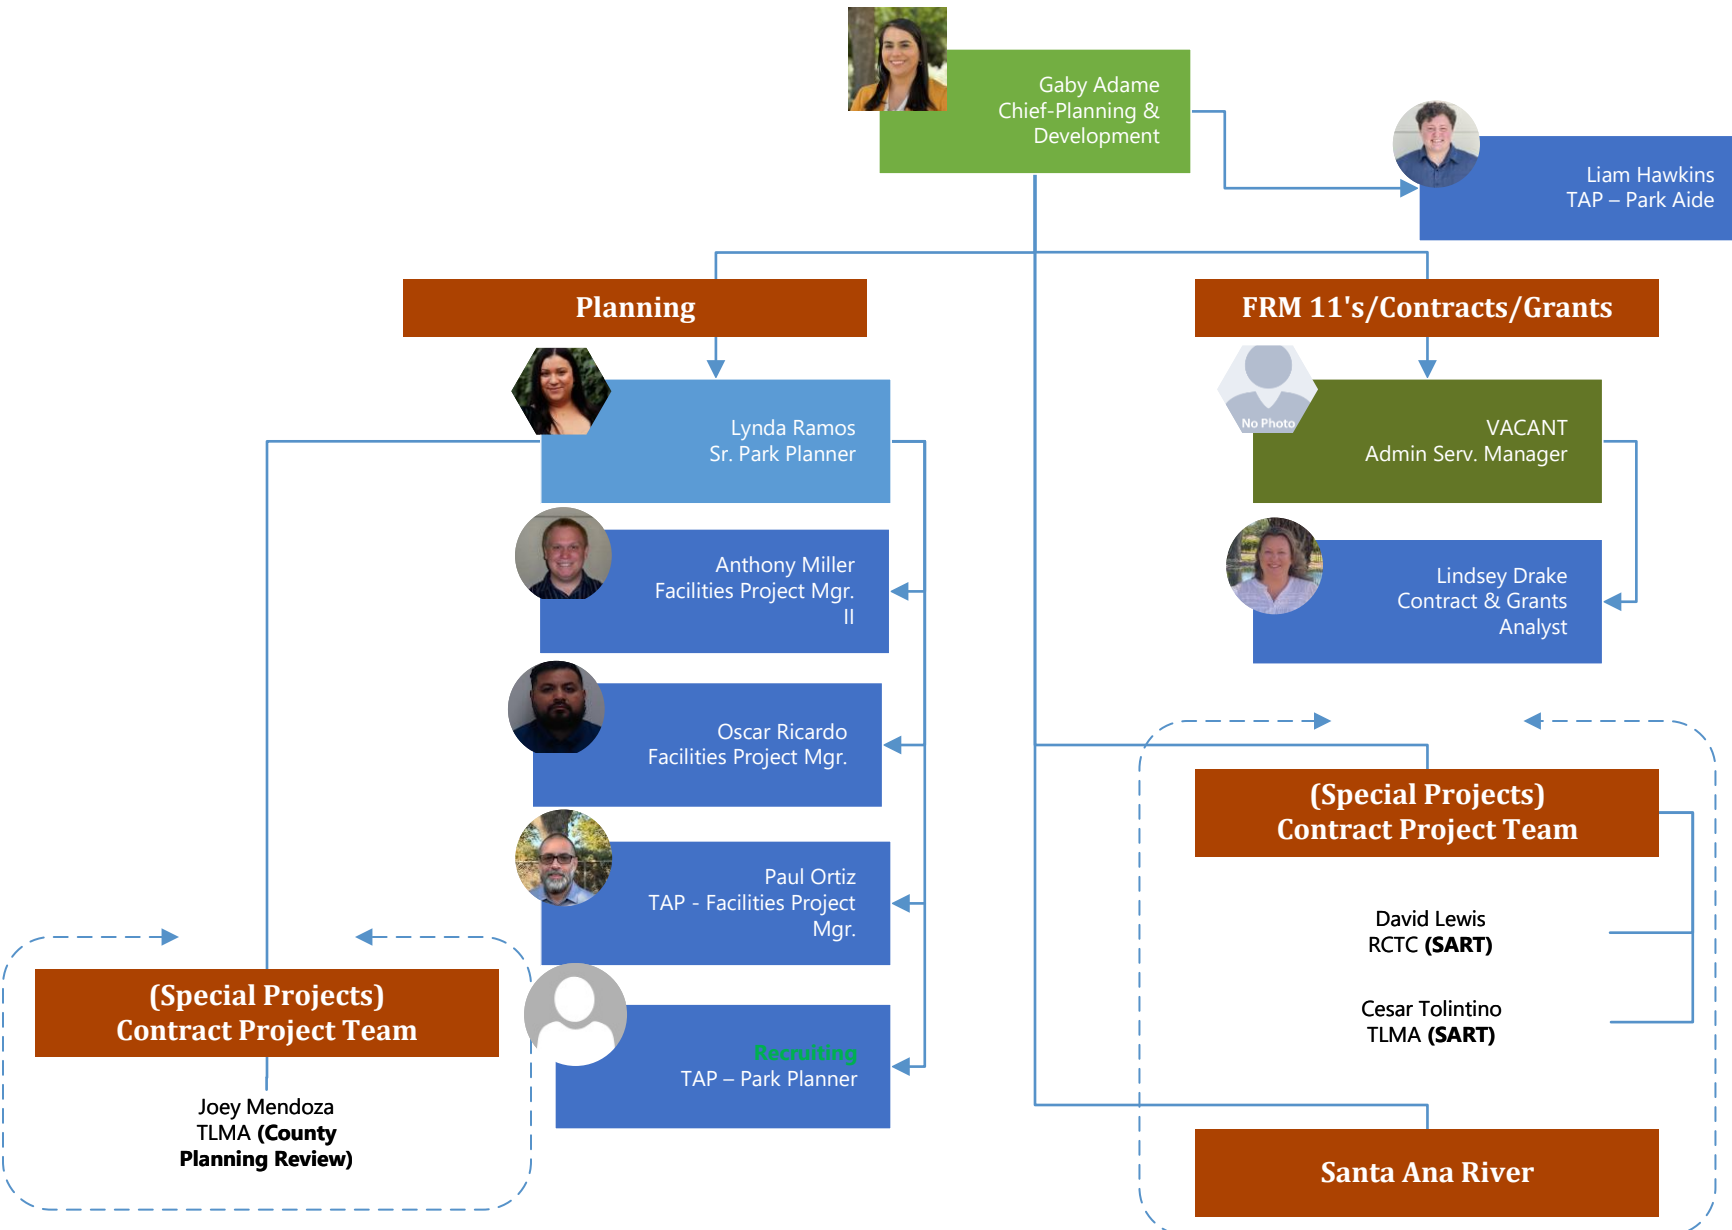 Gaby Adame
Chief-Planning &
Development
Liam Hawkins
TAP – Park Aide
Planning
FRM 11's/Contracts/Grants
Lynda Ramos
Sr. Park Planner
No Photo
VACANT
Admin Serv. Manager
Anthony Miller
Facilities Project Mgr.
II
Lindsey Drake
Contract & Grants
Analyst
Oscar Ricardo
Facilities Project Mgr.
(Special Projects)
Contract Project Team
Paul Ortiz
TAP - Facilities Project
Mgr.
David Lewis
RCTC (SART)
(Special Projects)
Contract Project Team
Cesar Tolintino
TLMA (SART)
Recruiting
TAP – Park Planner
Joey Mendoza
TLMA (County
Planning Review)
Santa Ana River